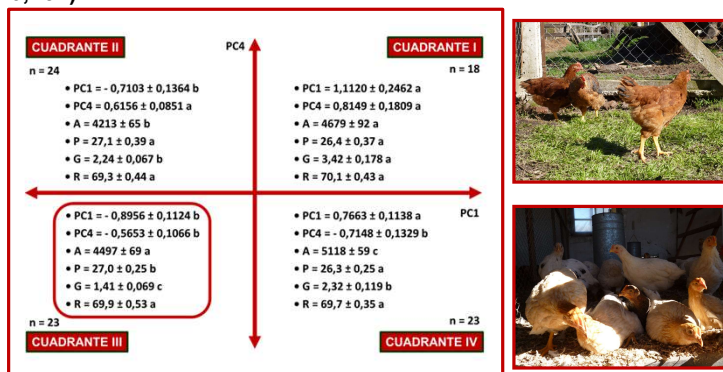 CUADRANTE II
PC4
CUADRANTE I
n = 24
n = 18
• PC1 = - 0,7103 ± 0,1364 b
• PC4 = 0,6156 ± 0,0851 a
• A = 4213 ± 65 b
• P = 27,1 ± 0,39 a
• G = 2,24 ± 0,067 b
• R = 69,3 ± 0,44 a
• PC1 = 1,1120 ± 0,2462 a
• PC4 = 0,8149 ± 0,1809 a
• A = 4679 ± 92 a
• P = 26,4 ± 0,37 a
• G = 3,42 ± 0,178 a
• R = 70,1 ± 0,43 a
• PC1 = - 0,8956 ± 0,1124 b
• PC4 = - 0,5653 ± 0,1066 b
• A = 4497 ± 69 a
• P = 27,0 ± 0,25 b
• G = 1,41 ± 0,069 c
• R = 69,9 ± 0,53 a
• PC1 = 0,7663 ± 0,1138 a
PC1
• PC4 = - 0,7148 ± 0,1329 b
• A = 5118 ± 59 c
• P = 26,3 ± 0,25 a
• G = 2,32 ± 0,119 b
• R = 69,7 ± 0,35 a
n = 23
n = 23
CUADRANTE III
CUADRANTE IV